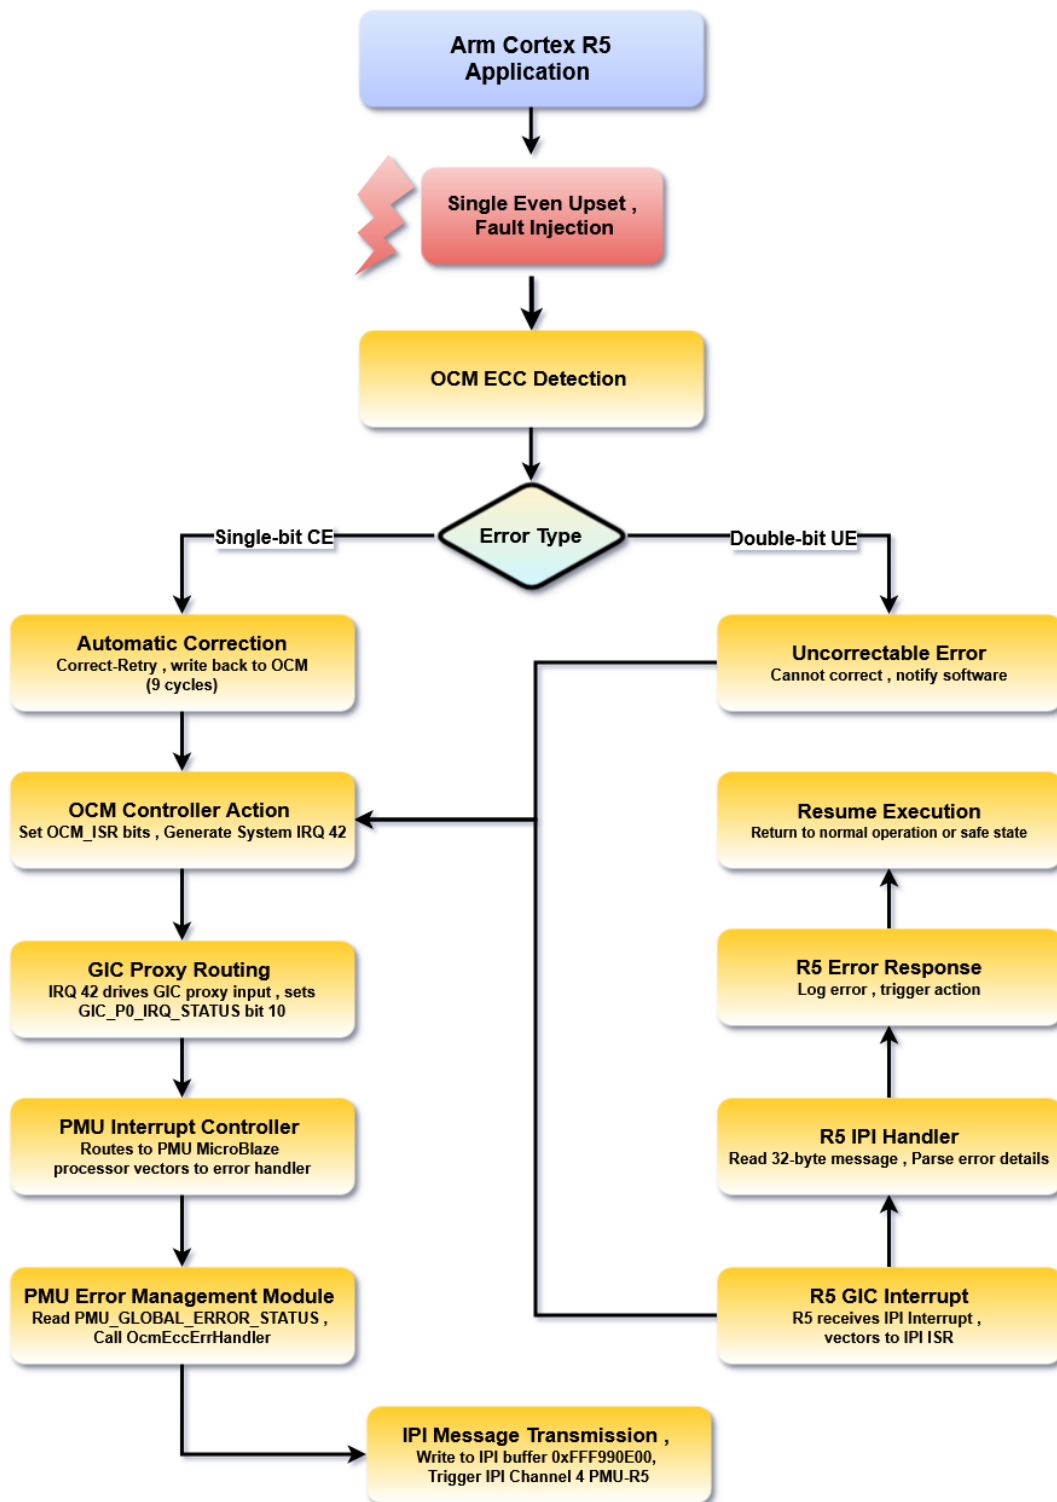 Arm Cortex R5
Application
Single Even Upset ,
Fault Injection
OCM ECC Detection
Error Type
Single-bit CE
Double-bit UE
Automatic Correction
Correct-Retry , write back to OCM
(9 cycles)
Uncorrectable Error
Cannot correct , notify software
OCM Controller Action
Set OCM_ISR bits , Generate System IRQ 42
Resume Execution
Return to normal operation or safe state
GIC Proxy Routing
IRQ 42 drives GIC proxy input , sets
GIC_P0_IRQ_STATUS bit 10
R5 Error Response
Log error , trigger action
PMU Interrupt Controller
Routes to PMU MicroBlaze
processor vectors to error handler
R5 IPI Handler
Read 32-byte message , Parse error details
PMU Error Management Module
Read PMU_GLOBAL_ERROR_STATUS ,
Call OcmEccErrHandler
R5 GIC Interrupt
R5 receives IPI Interrupt ,
vectors to IPI ISR
IPI Message Transmission ,
Write to IPI buffer 0xFFF990E00,
Trigger IPI Channel 4 PMU-R5